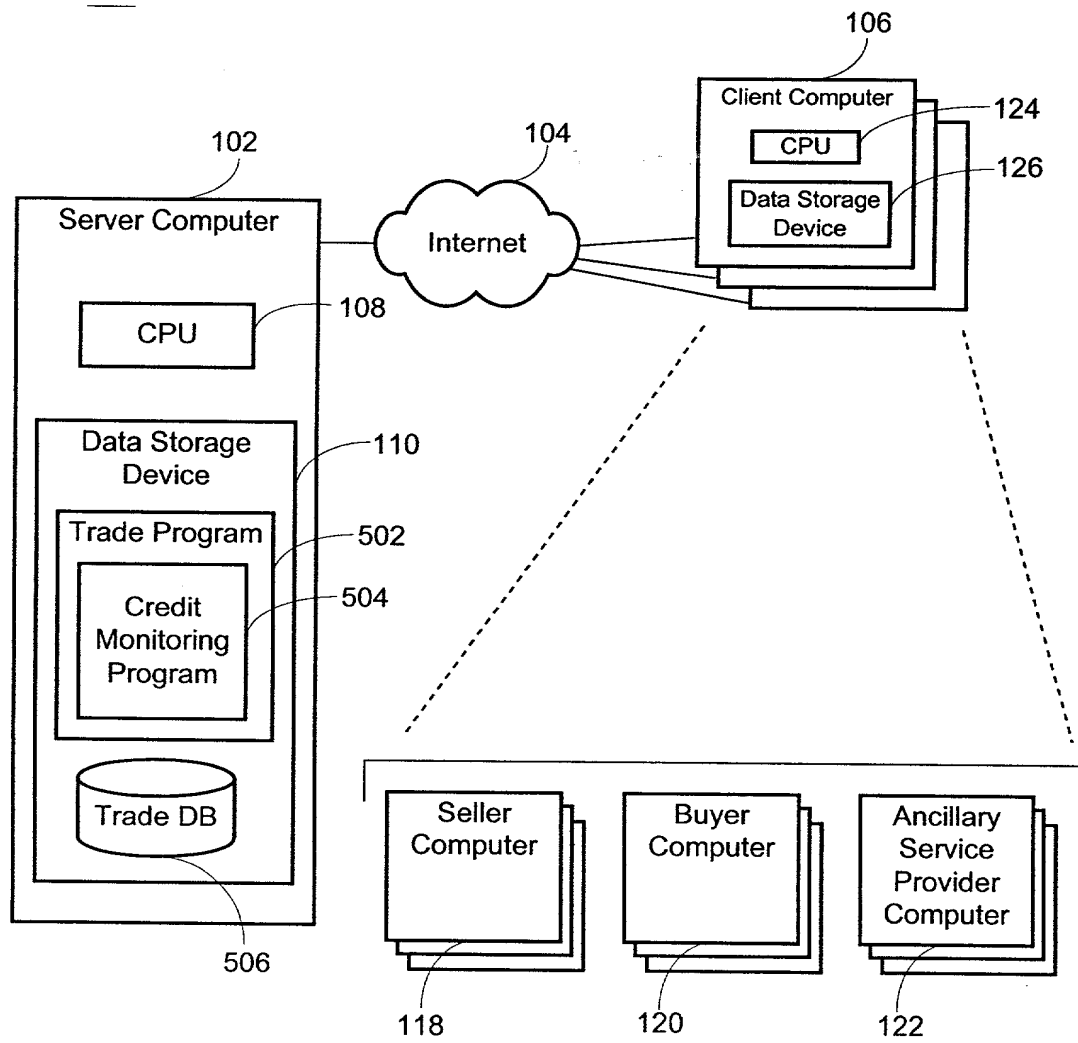 106
Client Computer
124
CPU
126
Data Storage
Device
104
Internet
102
Server Computer
108
CPU
Data Storage
Device
110
Trade Program
502
Credit
Monitoring
Program
504
Trade DB
506
Seller
Computer
118
Buyer
Computer
120
Ancillary
Service
Provider
Computer
122